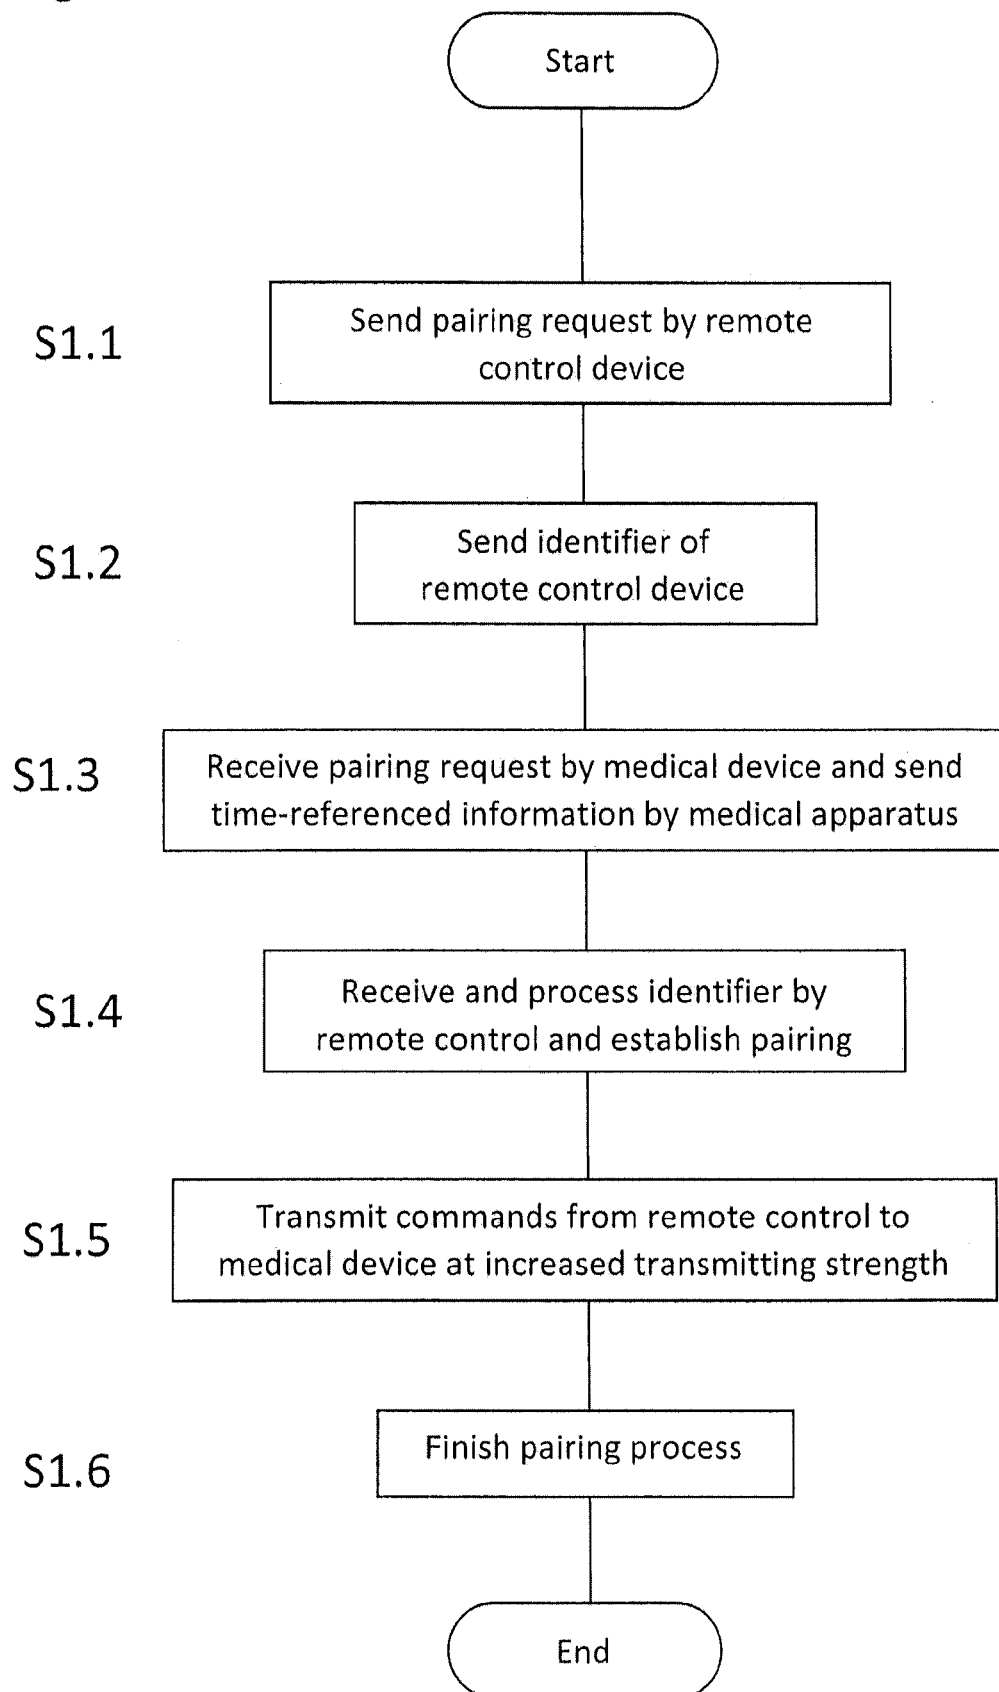 Start
S1.1
Send pairing request by remote
control device
S1.2
Send identifier of
remote control device
S1.3
Receive pairing request by medical device and send
time-referenced information by medical apparatus
S1.4
Receive and process identifier by
remote control and establish pairing
S1.5
Transmit commands from remote control to
medical device at increased transmitting strength
S1.6
Finish pairing process
End